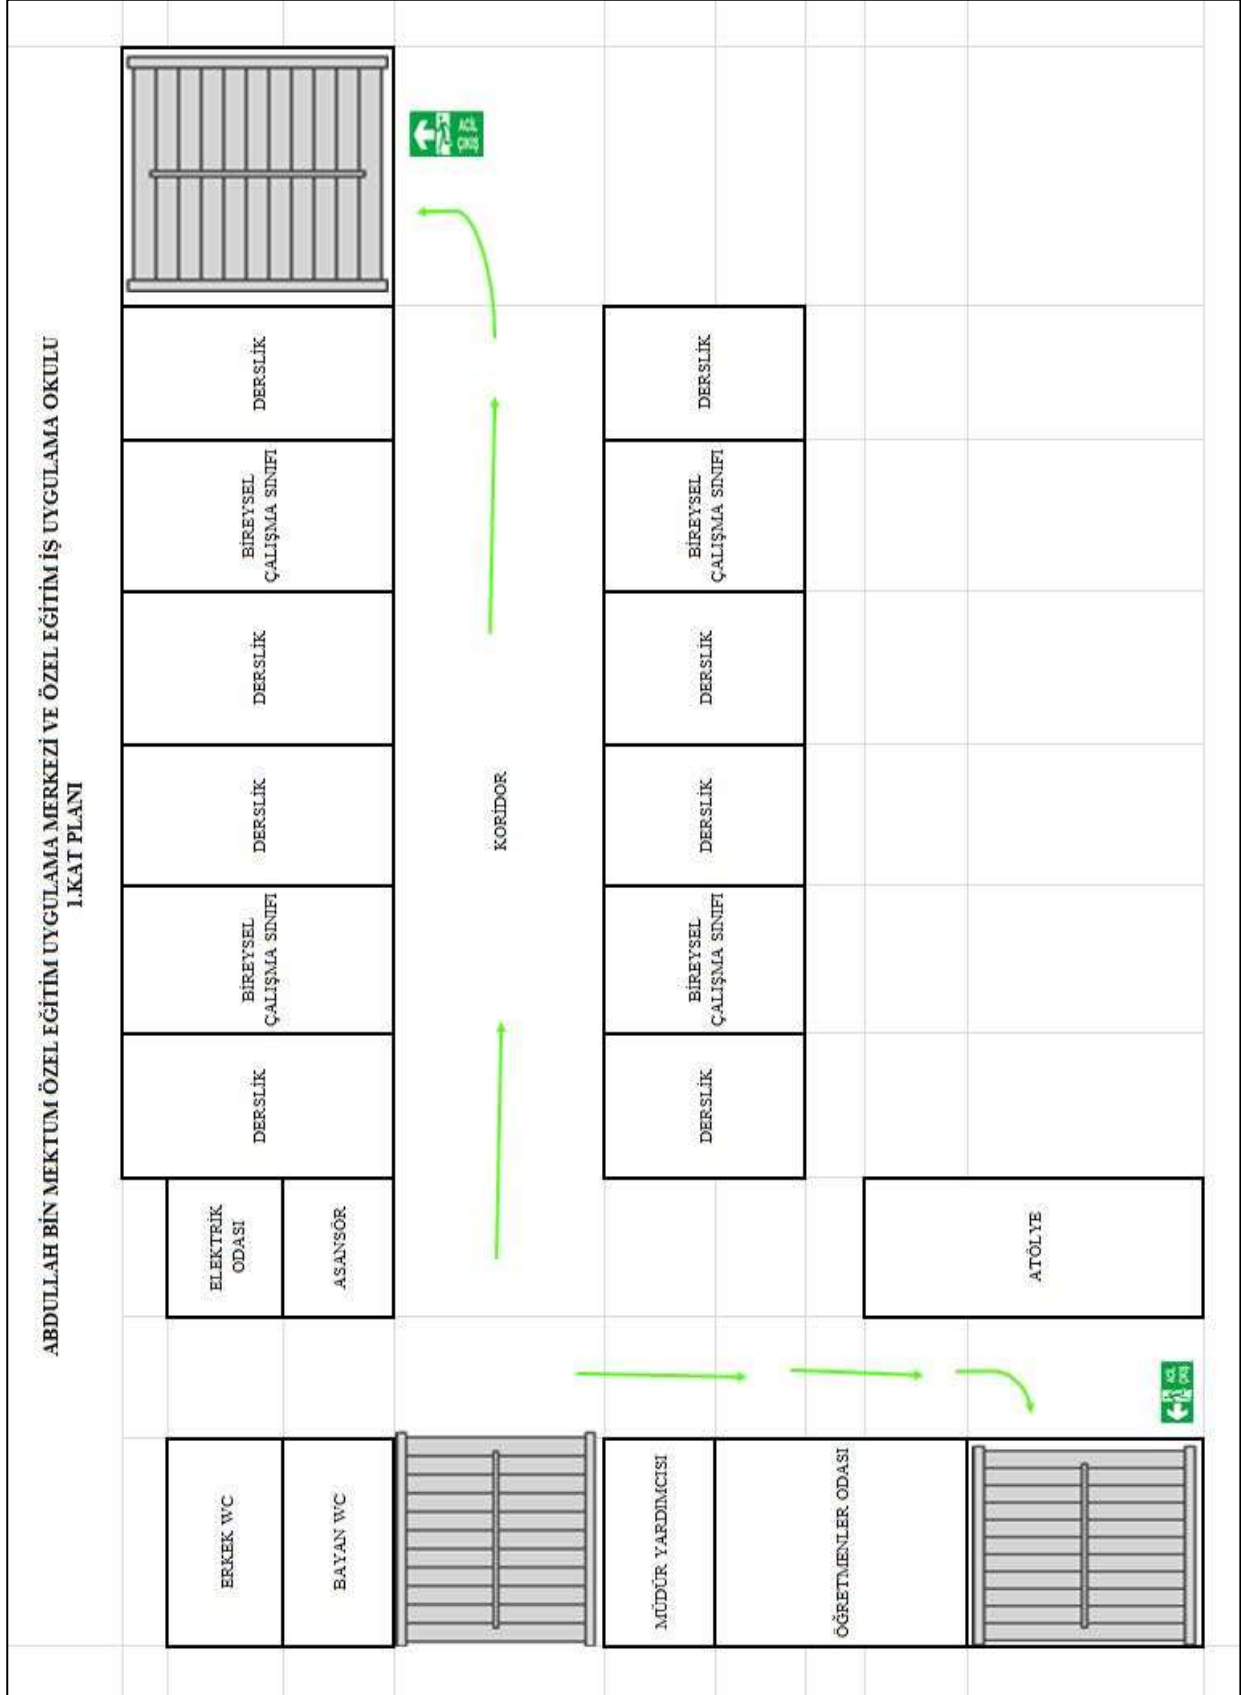 ABDULLAH BİN MEKTUM ÖZEL EĞİTİM UYGULAMA MERKEZİ VE ÖZEL EĞİTİM İŞ UYGULAMA OKULU
1.KAT PLANI
ERKEK WC
ELEKTRİK
ODASI
DERSLİK
BİREYSEL
ÇALIŞMA SINIFI
DERSLİK
DERSLİK
BİREYSEL
ÇALIŞMA SINIFI
DERSLİK
BAYAN WC
ASANSÖR
ACİL
ÇIKIŞ
KORİDOR
MÜDÜR YARDIMCISI
DERSLİK
BİREYSEL
ÇALIŞMA SINIFI
DERSLİK
DERSLİK
BİREYSEL
ÇALIŞMA SINIFI
DERSLİK
ÖĞRETMENLER ODASI
ATÖLYE
ACİL
ÇIKIŞ